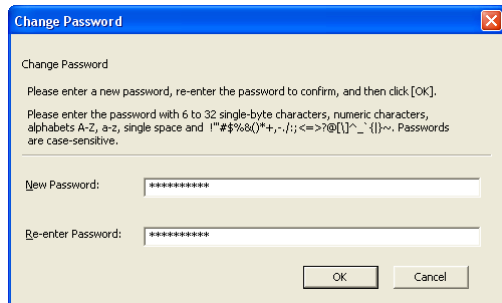 Change Password
Change Password
Please enter a new password, re-enter the password to confirm, and then click [OK].
Please enter the password with 6 to 32 single-byte characters, numeric characters,
alphabets A-Z, a-z, single space and !"'#$%&()*+,-./:;<=>?@[\]^_`{|}~. Passwords
are case-sensitive.
New Password: **********
Re-enter Password: **********
OK Cancel